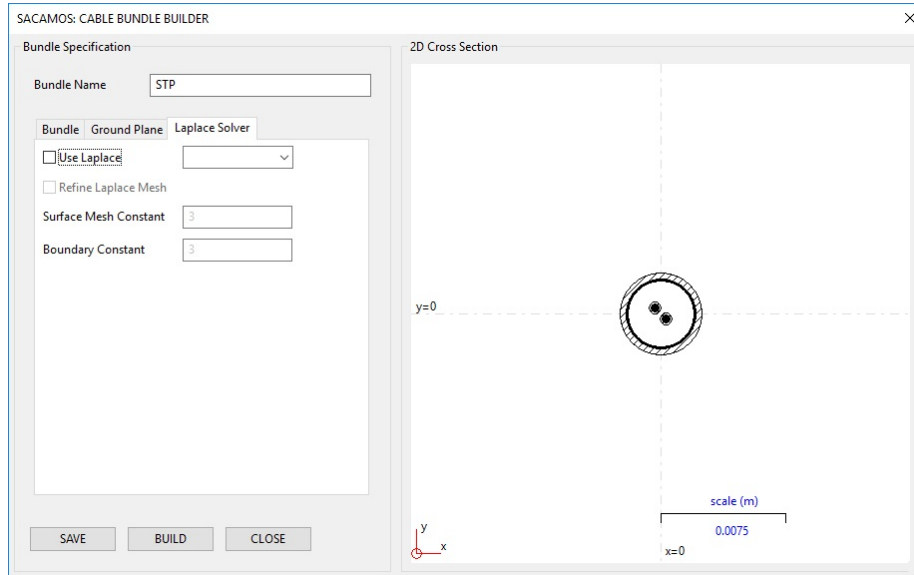 SACAMOS: CABLE BUNDLE BUILDER
Bundle Specification
Bundle Name STP
Bundle Ground Plane Laplace Solver
Use Laplace
Refine Laplace Mesh
Surface Mesh Constant 3
Boundary Constant 3
SAVE BUILD CLOSE
2D Cross Section
y=0
scale (m)
0.0075
y
x
x=0